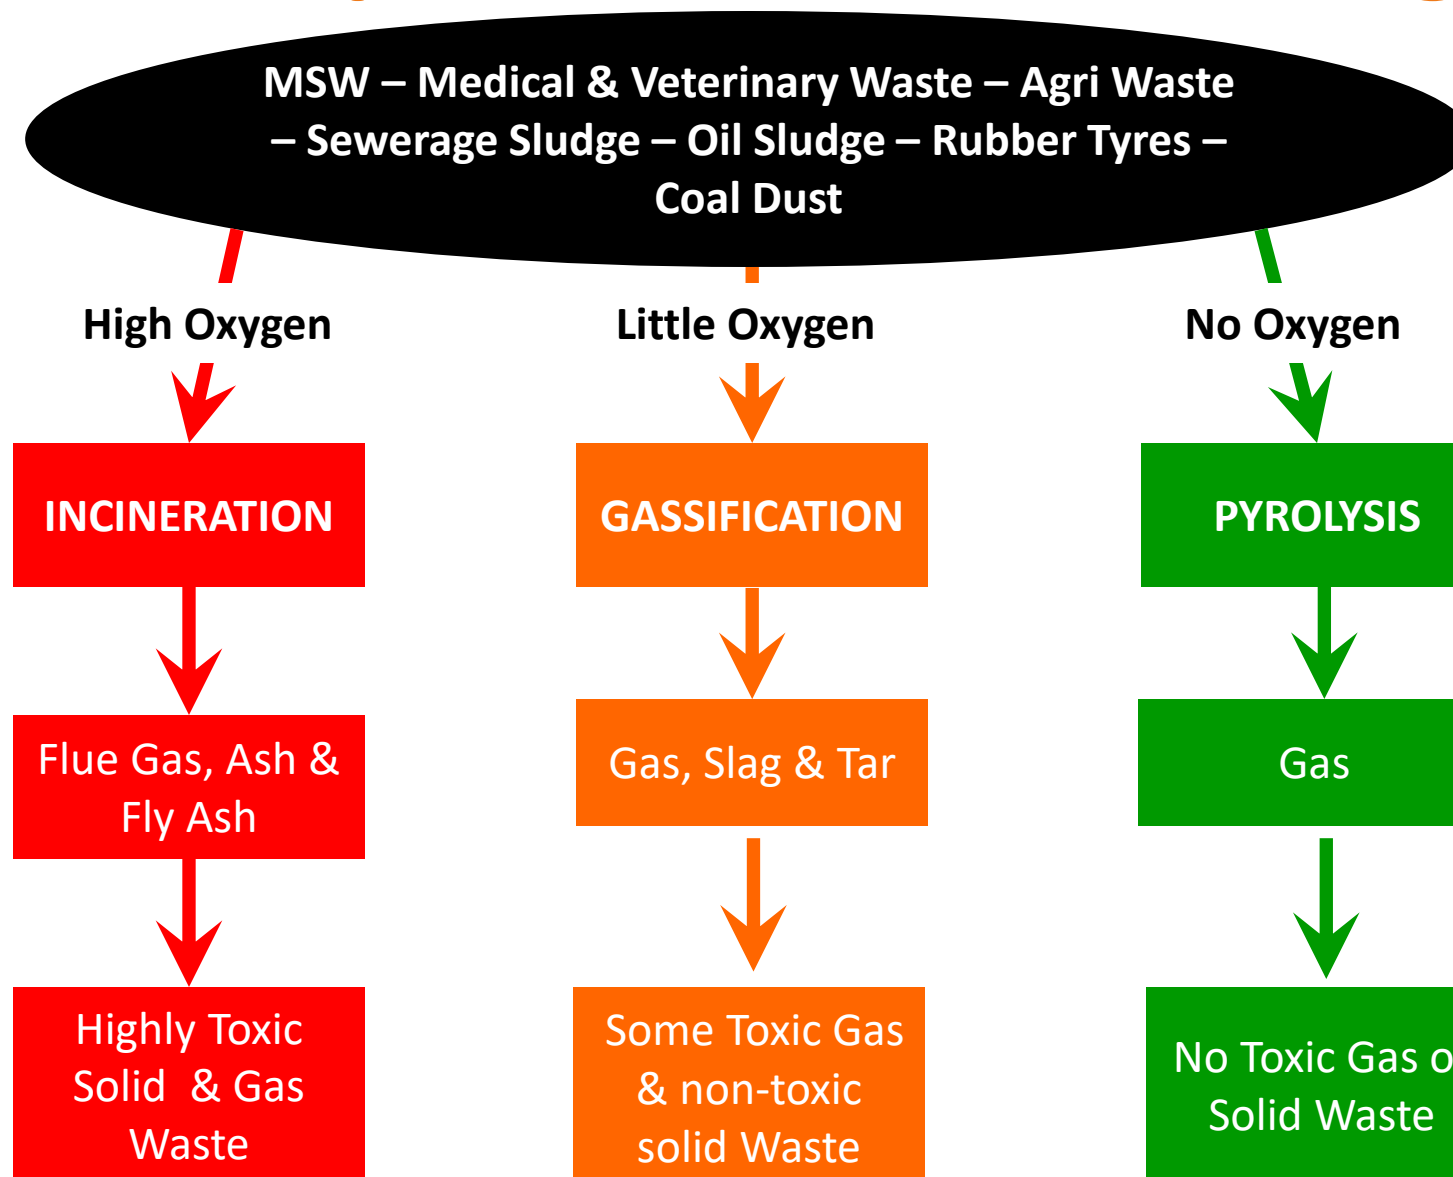 MSW – Medical & Veterinary Waste – Agri Waste
– Sewerage Sludge – Oil Sludge – Rubber Tyres –
Coal Dust
High Oxygen
Little Oxygen
No Oxygen
INCINERATION
GASSIFICATION
PYROLYSIS
Flue Gas, Ash &
Fly Ash
Gas, Slag & Tar
Gas
Highly Toxic
Solid & Gas
Waste
Some Toxic Gas
& non-toxic
solid Waste
No Toxic Gas
Solid Waste